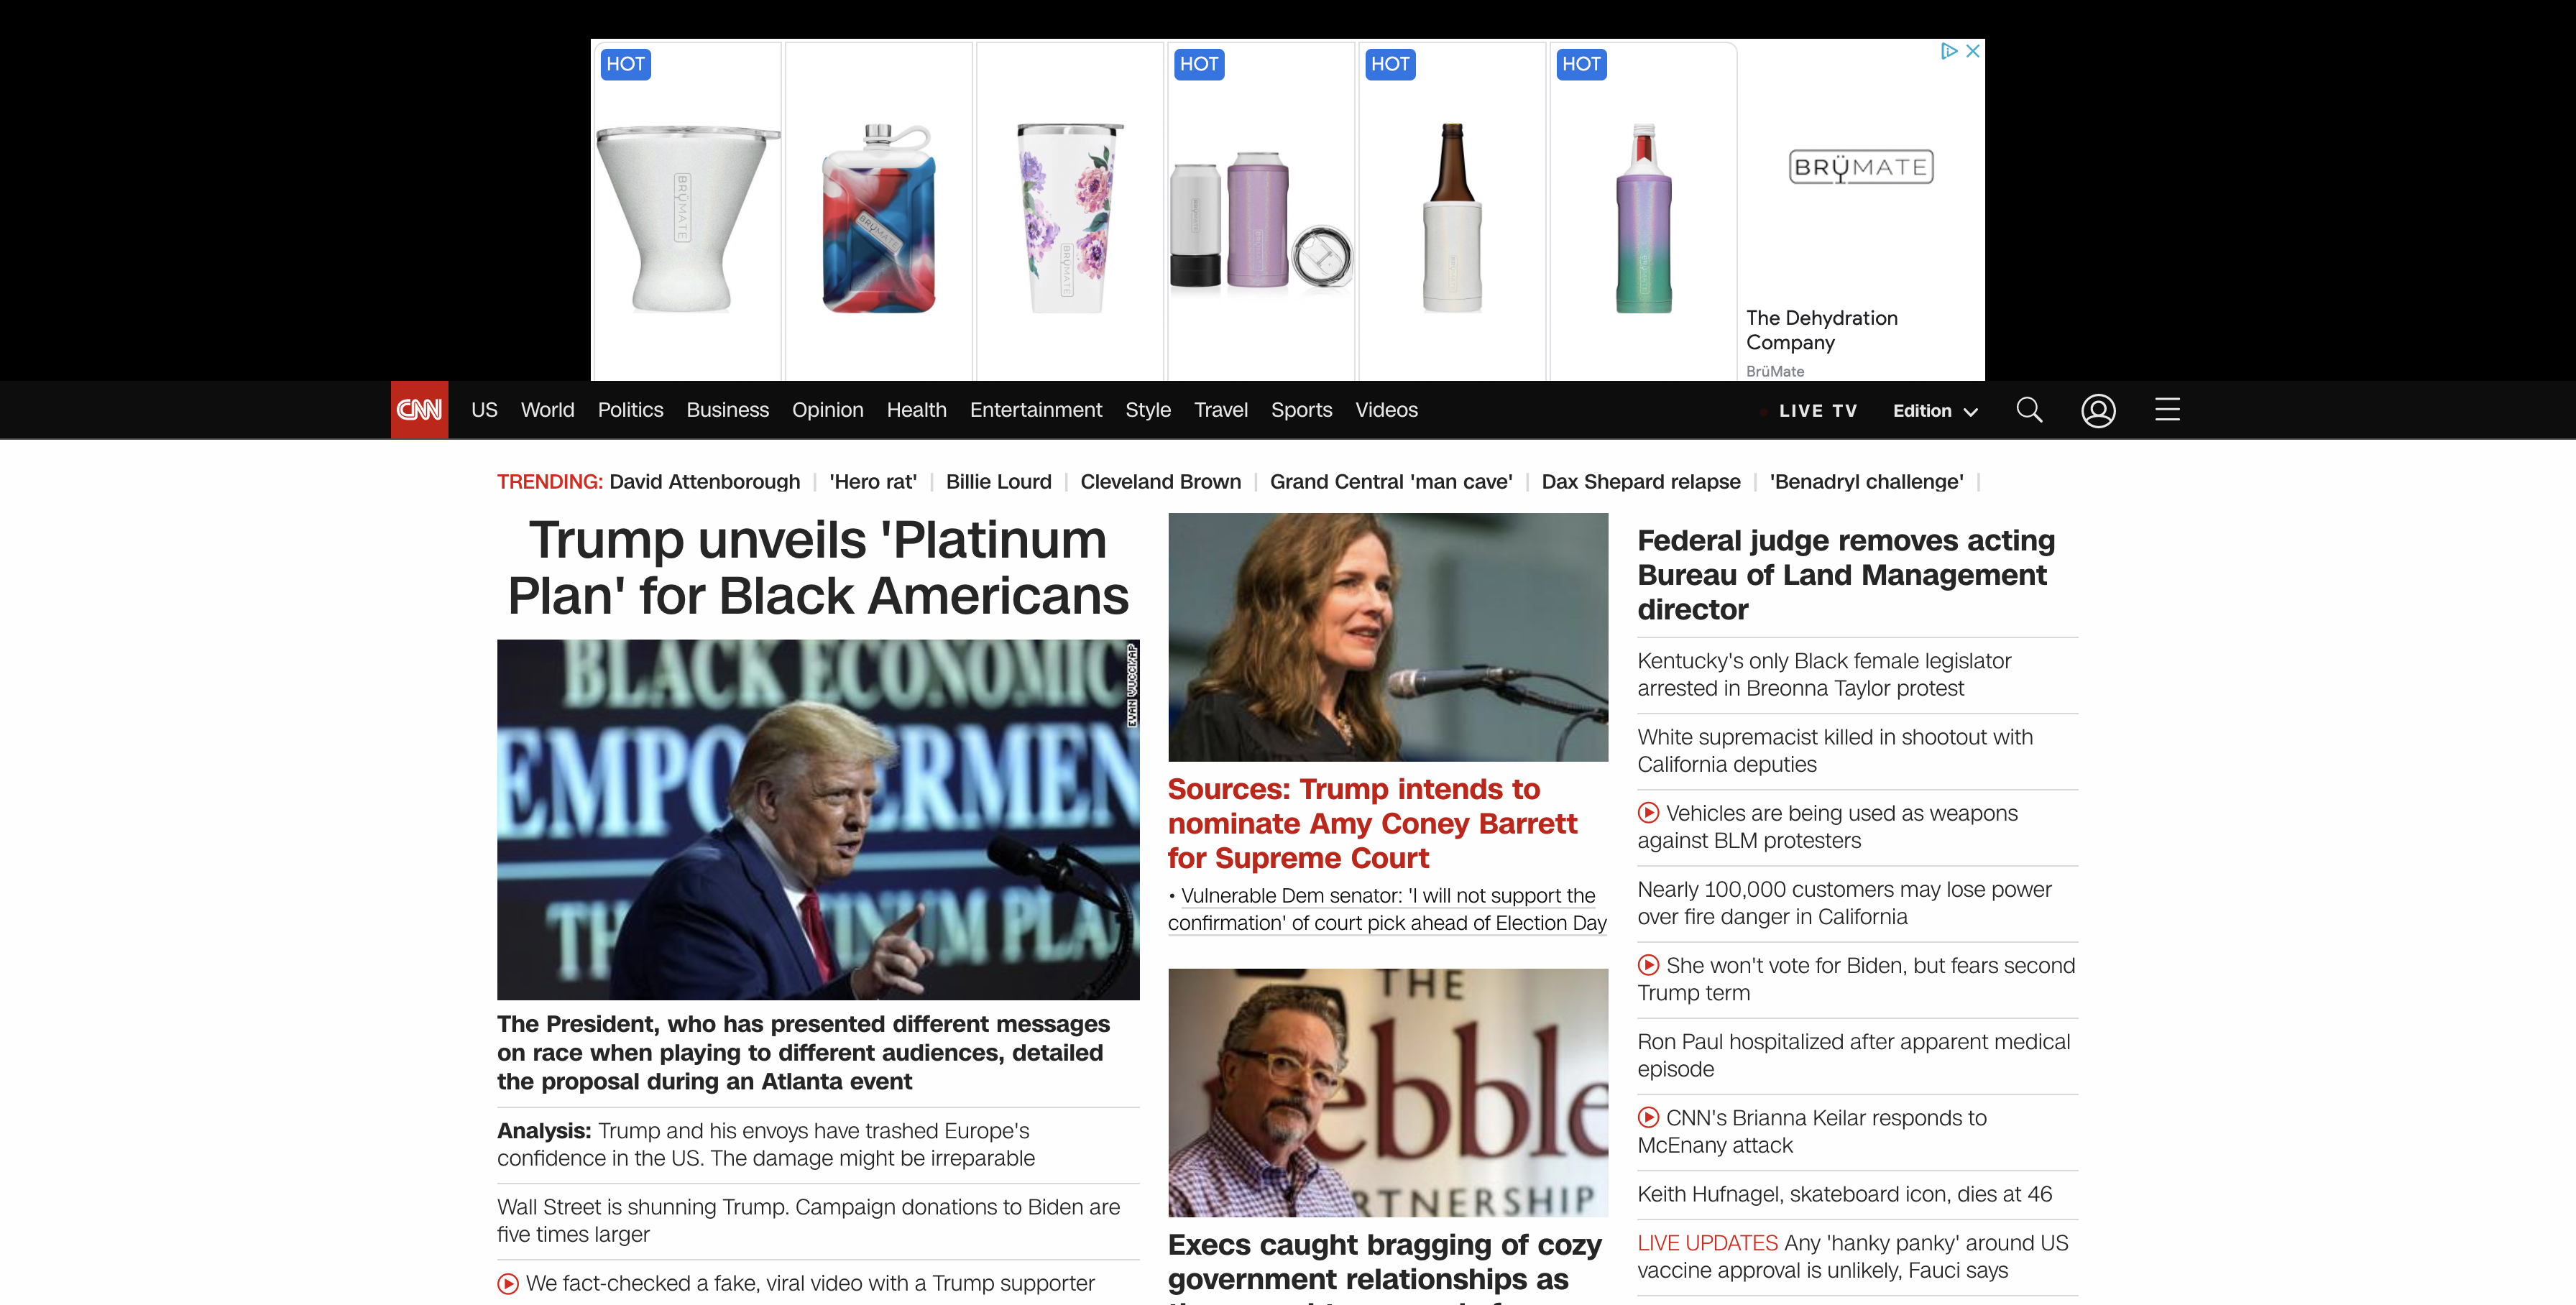 HOT
HOT
HOT
HOT
BRÜMATE
BRÜMATE
BRÜMATE
BRÜMATE
The Dehydration
Company
BrüMate
CNN
US World Politics Business Opinion Health Entertainment Style Travel Sports Videos
LIVE TV Edition
TRENDING: David Attenborough | 'Hero rat' | Billie Lourd | Cleveland Brown | Grand Central 'man cave' | Dax Shepard relapse | 'Benadryl challenge' |
Trump unveils 'Platinum
Plan' for Black Americans
BLACK ECONOMIC
EMPO ERMEN
TH TINUM PLA
EVAN VUCCI/AP
The President, who has presented different messages
on race when playing to different audiences, detailed
the proposal during an Atlanta event
Analysis: Trump and his envoys have trashed Europe's
confidence in the US. The damage might be irreparable
Wall Street is shunning Trump. Campaign donations to Biden are
five times larger
We fact-checked a fake, viral video with a Trump supporter
Sources: Trump intends to
nominate Amy Coney Barrett
for Supreme Court
• Vulnerable Dem senator: 'I will not support the
confirmation' of court pick ahead of Election Day
THE
ebble
RTNERSHIP
Execs caught bragging of cozy
government relationships as
Federal judge removes acting
Bureau of Land Management
director
Kentucky's only Black female legislator
arrested in Breonna Taylor protest
White supremacist killed in shootout with
California deputies
Vehicles are being used as weapons
against BLM protesters
Nearly 100,000 customers may lose power
over fire danger in California
She won't vote for Biden, but fears second
Trump term
Ron Paul hospitalized after apparent medical
episode
CNN's Brianna Keilar responds to
McEnany attack
Keith Hufnagel, skateboard icon, dies at 46
LIVE UPDATES Any 'hanky panky' around US
vaccine approval is unlikely, Fauci says